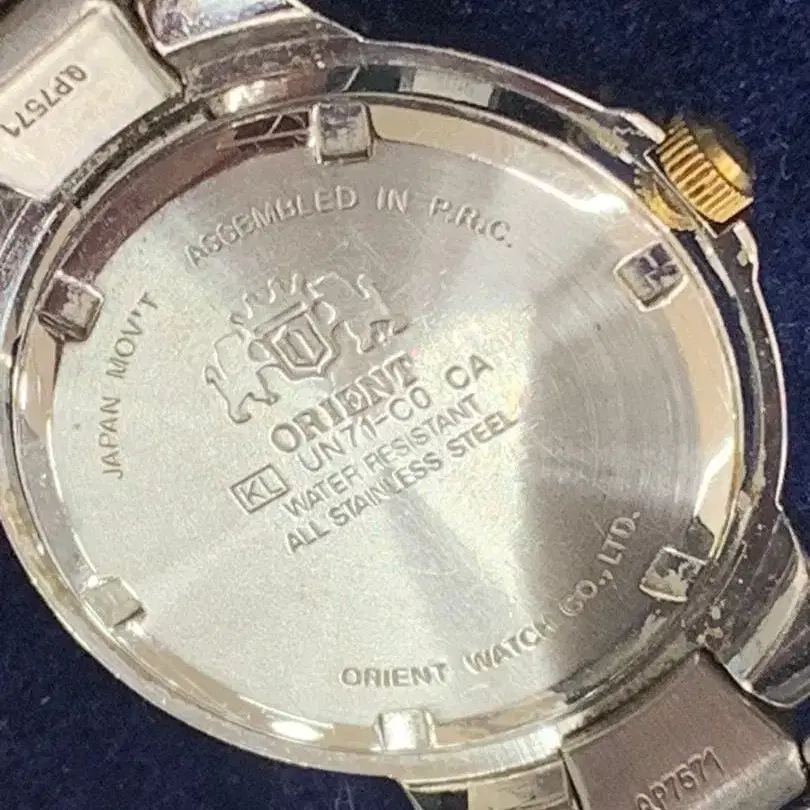 QP7571
ASSEMBLED IN P.R.C.
JAPAN MOV'T
ORIENT
KL UN71-C0 CA
WATER RESISTANT
ALL STAINLESS STEEL
ORIENT WATCH CO., LTD.
QP7571